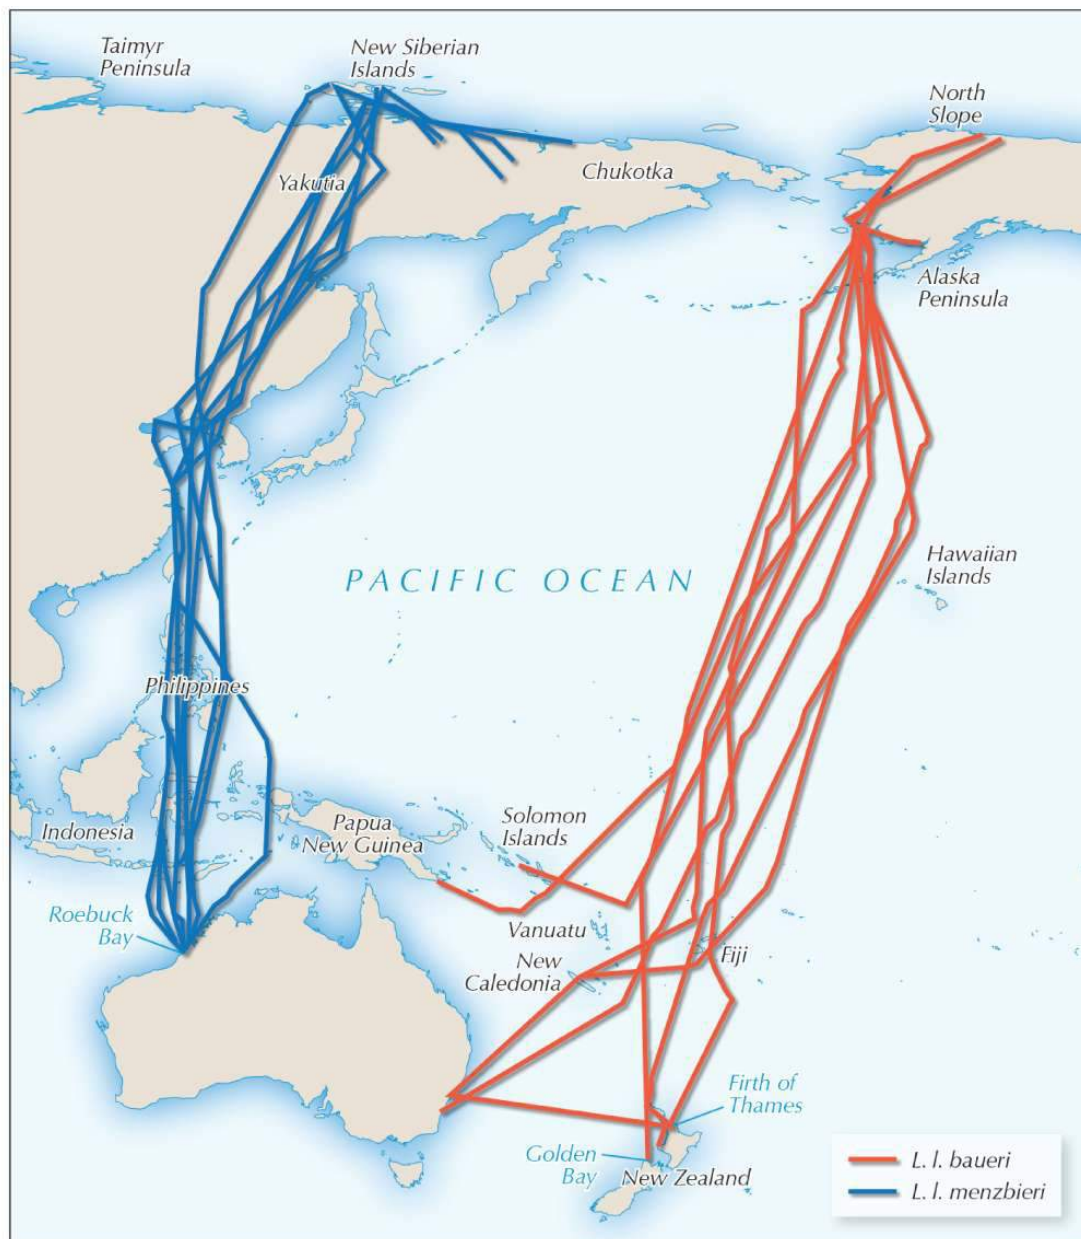 Taimyr
Peninsula
New Siberian
Islands
North
Slope
Yakutia
Chukotka
Alaska
Peninsula
Hawaiian
Islands
PACIFIC OCEAN
Philippines
Indonesia
Papua
New Guinea
Solomon
Islands
Roebuck
Bay
Vanuatu
New
Caledonia
Fiji
Firth of
Thames
Golden
Bay
New Zealand
L. l. baueri
L. l. menzbieri